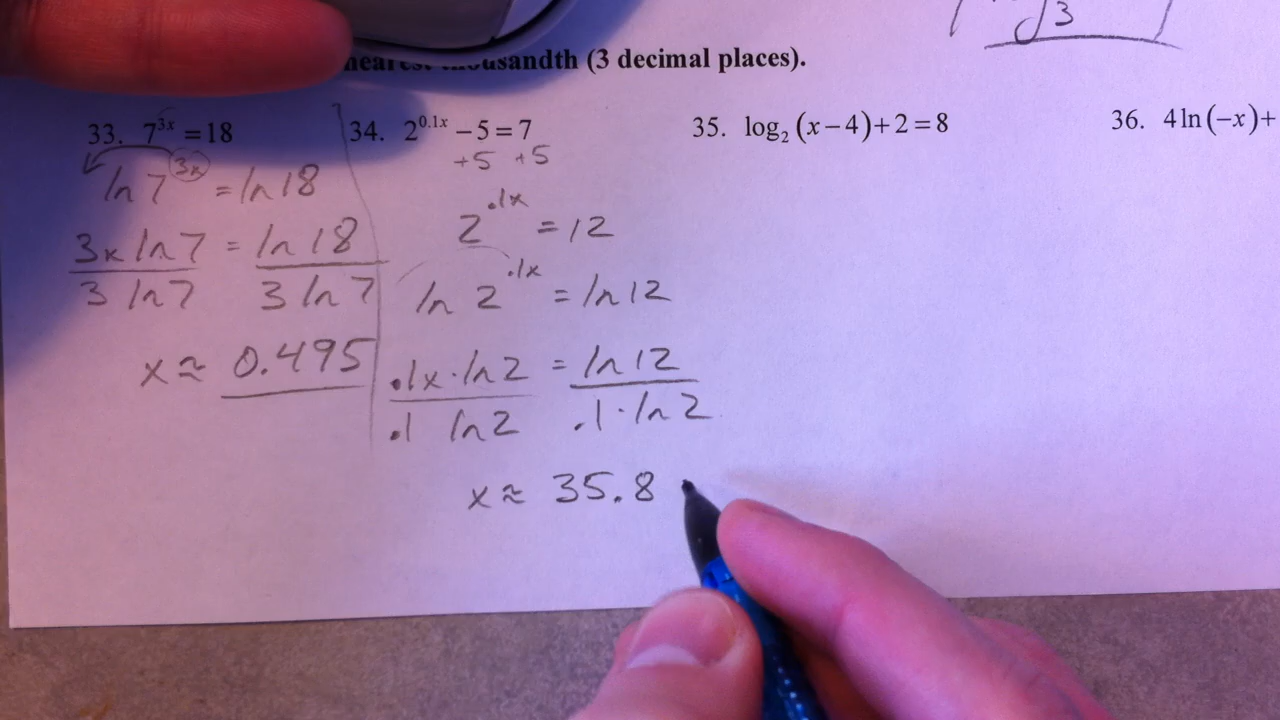 √3
nearest thousandth (3 decimal places).
33. 7^{3x} = 18
ln 7^{3x} = ln 18
3x ln 7 = ln 18
3 ln 7 3 ln 7
x ≈ 0.495
34. 2^{0.1x} − 5 = 7
+5 +5
2^{.1x} = 12
ln 2^{.1x} = ln 12
.1x · ln 2 = ln 12
.1 ln 2 .1 · ln 2
x ≈ 35.8
35. log₂ (x − 4) + 2 = 8
36. 4 ln (−x) +